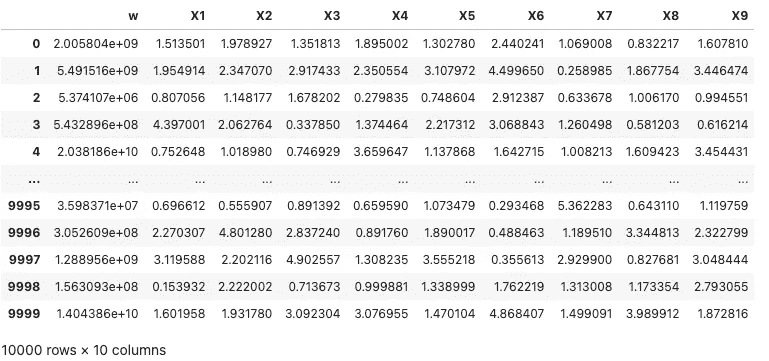 w X1 X2 X3 X4 X5 X6 X7 X8 X9
0 2.005804e+09 1.513501 1.978927 1.351813 1.895002 1.302780 2.440241 1.069008 0.832217 1.607810
1 5.491516e+09 1.954914 2.347070 2.917433 2.350554 3.107972 4.499650 0.258985 1.867754 3.446474
2 5.374107e+06 0.807056 1.148177 1.678202 0.279835 0.748604 2.912387 0.633678 1.006170 0.994551
3 5.432896e+08 4.397001 2.062764 0.337850 1.374464 2.217312 3.068843 1.260498 0.581203 0.616214
4 2.038186e+10 0.752648 1.018980 0.746929 3.659647 1.137868 1.642715 1.008213 1.609423 3.454431
... ... ... ... ... ... ... ... ... ... ...
9995 3.598371e+07 0.696612 0.555907 0.891392 0.659590 1.073479 0.293468 5.362283 0.643110 1.119759
9996 3.052609e+08 2.270307 4.801280 2.837240 0.891760 1.890017 0.488463 1.189510 3.344813 2.322799
9997 1.288956e+09 3.119588 2.202116 4.902557 1.308235 3.555218 0.355613 2.929900 0.827681 3.048444
9998 1.563093e+08 0.153932 2.222002 0.713673 0.999881 1.338999 1.762219 1.313008 1.173354 2.793055
9999 1.404386e+10 1.601958 1.931780 3.092304 3.076955 1.470104 4.868407 1.499091 3.989912 1.872816
10000 rows × 10 columns